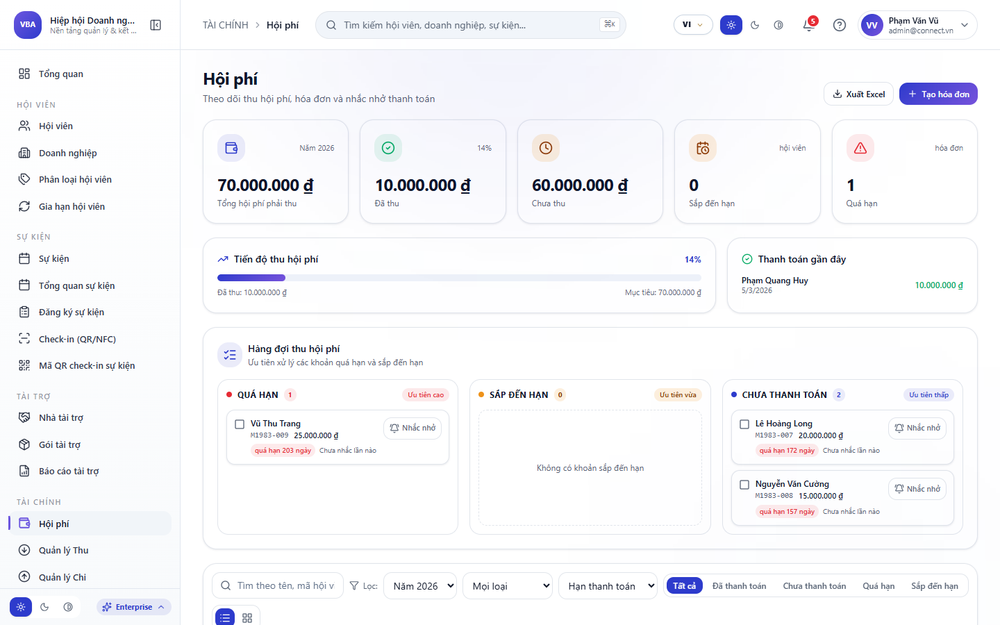 VBA
Hiệp hội Doanh ng...
Nền tảng quản lý & kết ...
TÀI CHÍNH > Hội phí
Tìm kiếm hội viên, doanh nghiệp, sự kiện...
⌘K
VI
5
VV
Phạm Văn Vũ
admin@connect.vn
Tổng quan
HỘI VIÊN
Hội viên
Doanh nghiệp
Phân loại hội viên
Gia hạn hội viên
SỰ KIỆN
Sự kiện
Tổng quan sự kiện
Đăng ký sự kiện
Check-in (QR/NFC)
Mã QR check-in sự kiện
TÀI TRỢ
Nhà tài trợ
Gói tài trợ
Báo cáo tài trợ
TÀI CHÍNH
Hội phí
Quản lý Thu
Quản lý Chi
Enterprise
Hội phí
Theo dõi thu hội phí, hóa đơn và nhắc nhở thanh toán
Xuất Excel
Tạo hóa đơn
Năm 2026
70.000.000 ₫
Tổng hội phí phải thu
14%
10.000.000 ₫
Đã thu
60.000.000 ₫
Chưa thu
hội viên
0
Sắp đến hạn
hóa đơn
1
Quá hạn
Tiến độ thu hội phí
14%
Đã thu: 10.000.000 ₫
Mục tiêu: 70.000.000 ₫
Thanh toán gần đây
Phạm Quang Huy
5/3/2026
10.000.000 ₫
Hàng đợi thu hội phí
Ưu tiên xử lý các khoản quá hạn và sắp đến hạn
QUÁ HẠN 1
Ưu tiên cao
Vũ Thu Trang
M1983-009 25.000.000 ₫
quá hạn 203 ngày Chưa nhắc lần nào
Nhắc nhở
SẮP ĐẾN HẠN 0
Ưu tiên vừa
Không có khoản sắp đến hạn
CHƯA THANH TOÁN 2
Ưu tiên thấp
Lê Hoàng Long
M1983-007 20.000.000 ₫
quá hạn 172 ngày Chưa nhắc lần nào
Nhắc nhở
Nguyễn Văn Cường
M1983-008 15.000.000 ₫
quá hạn 157 ngày Chưa nhắc lần nào
Nhắc nhở
Tìm theo tên, mã hội v
Lọc:
Năm 2026
Mọi loại
Hạn thanh toán
Tất cả
Đã thanh toán
Chưa thanh toán
Quá hạn
Sắp đến hạn